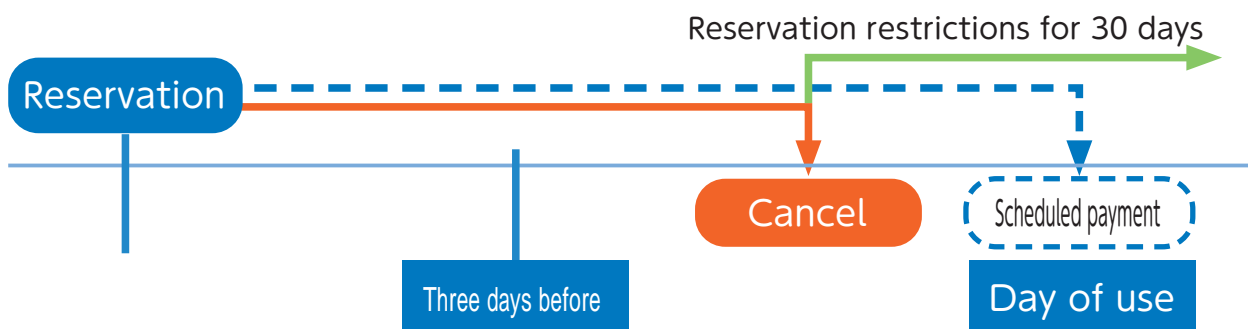 Reservation restrictions for 30 days
Reservation
Cancel
Scheduled payment
Three days before
Day of use